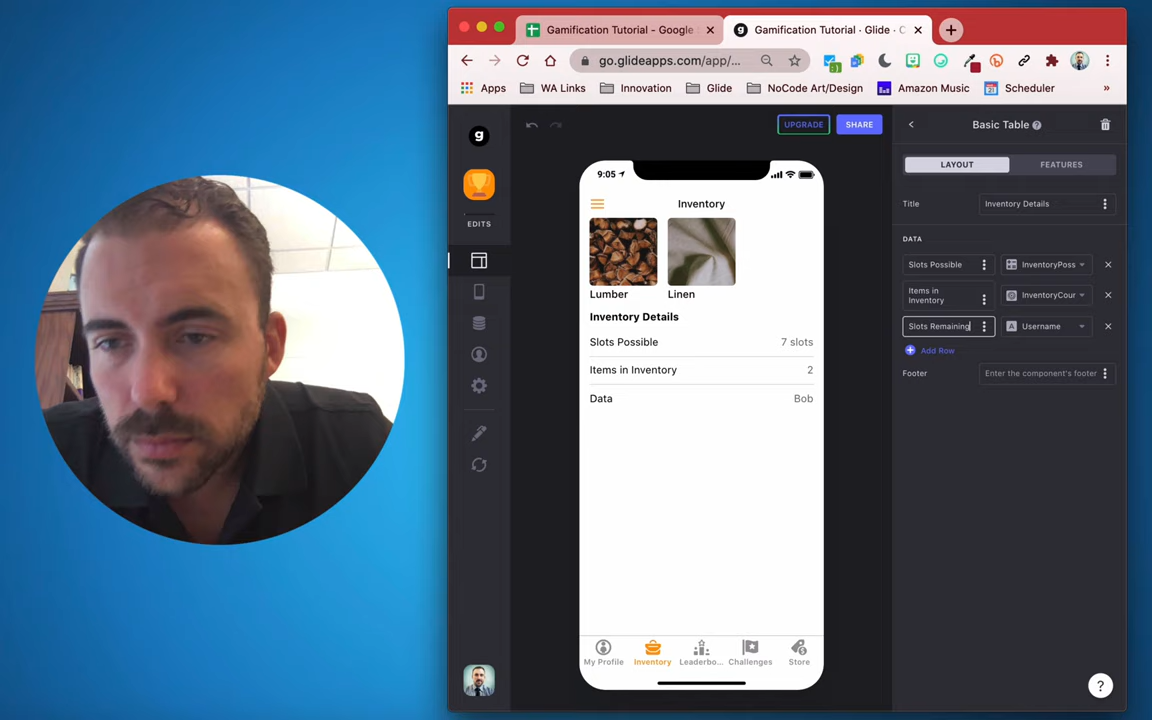 Gamification Tutorial - Google
Gamification Tutorial · Glide · C
go.glideapps.com/app/...
Apps
WA Links
Innovation
Glide
NoCode Art/Design
Amazon Music
Scheduler
»
g
UPGRADE
SHARE
Basic Table
EDITS
LAYOUT
FEATURES
Title
Inventory Details
DATA
Slots Possible
InventoryPoss
Items in
Inventory
InventoryCour
Slots Remaining
A Username
Add Row
Footer
Enter the component's footer
9:05
Inventory
Lumber
Linen
Inventory Details
Slots Possible
7 slots
Items in Inventory
2
Data
Bob
My Profile
Inventory
Leaderbo...
Challenges
Store
?